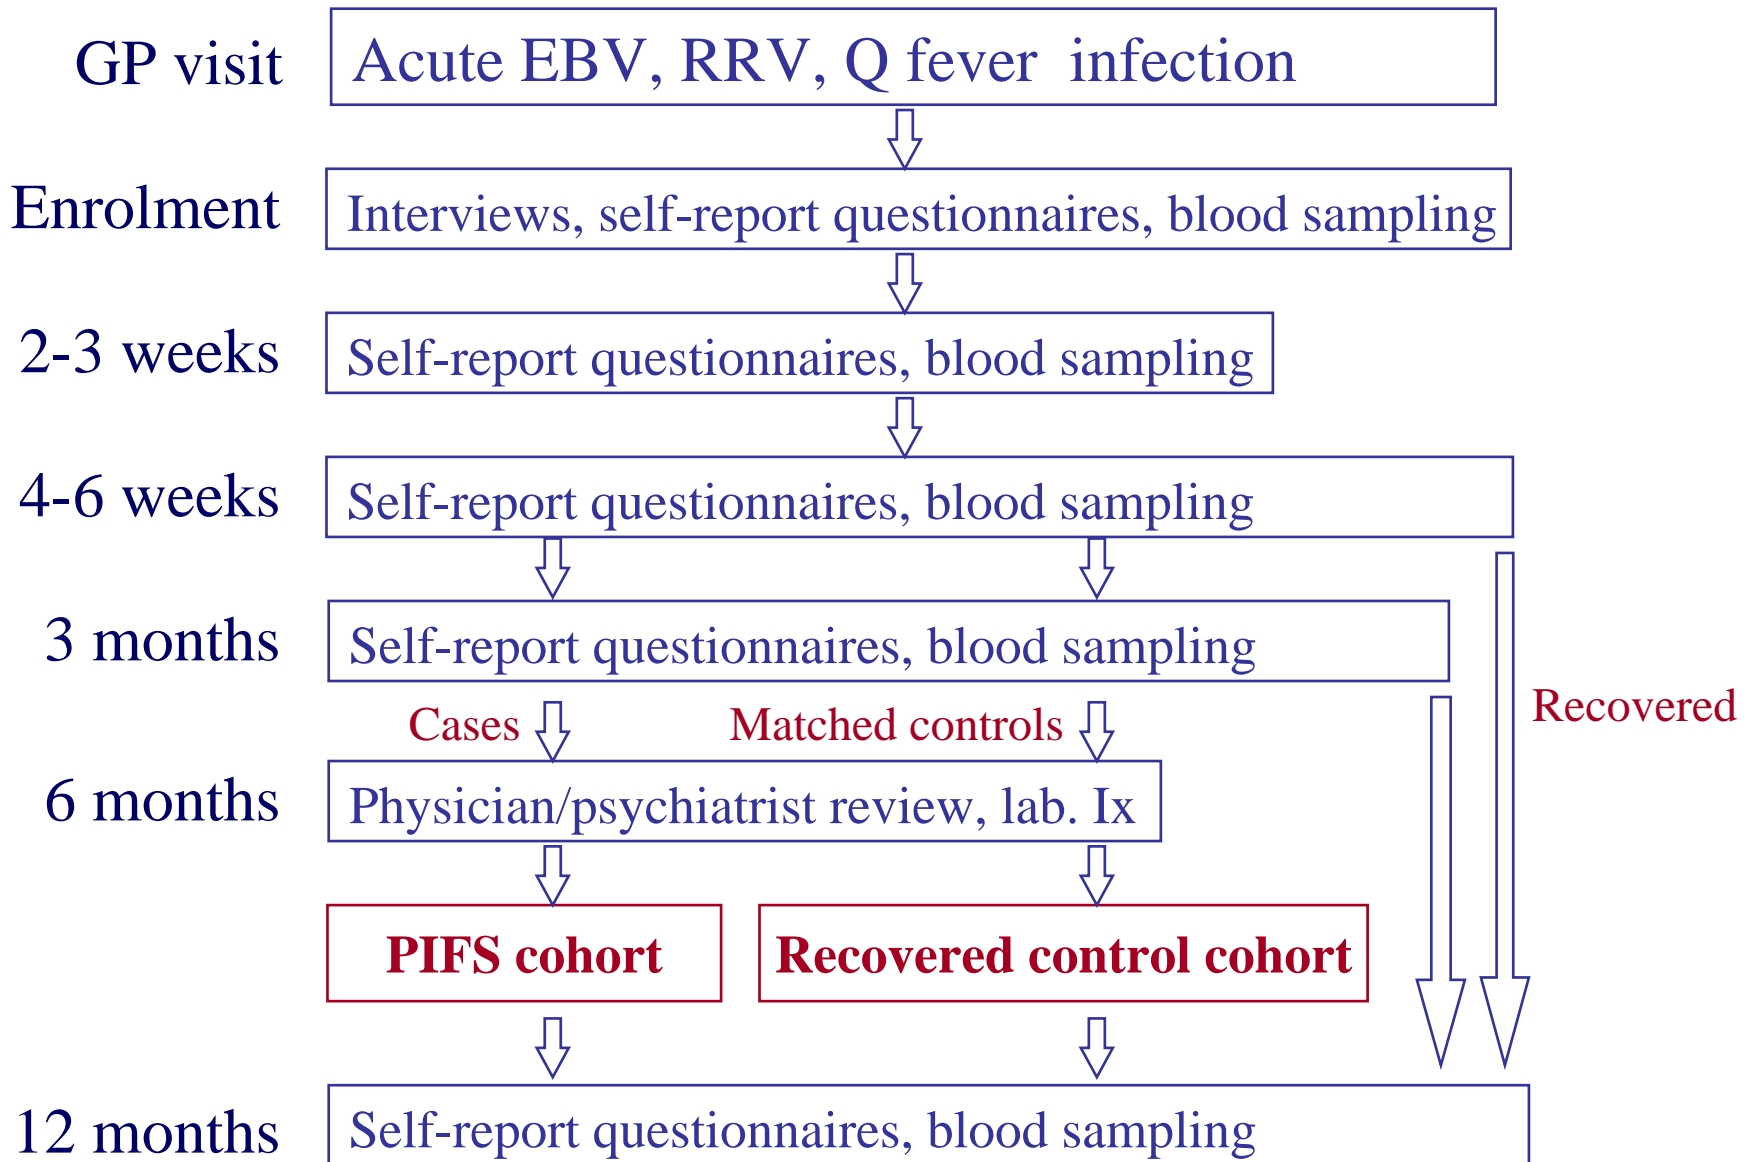 GP visit
Acute EBV, RRV, Q fever infection
Enrolment
Interviews, self-report questionnaires, blood sampling
2-3 weeks
Self-report questionnaires, blood sampling
4-6 weeks
Self-report questionnaires, blood sampling
3 months
Self-report questionnaires, blood sampling
Cases
Matched controls
Recovered
6 months
Physician/psychiatrist review, lab. Ix
PIFS cohort
Recovered control cohort
12 months
Self-report questionnaires, blood sampling